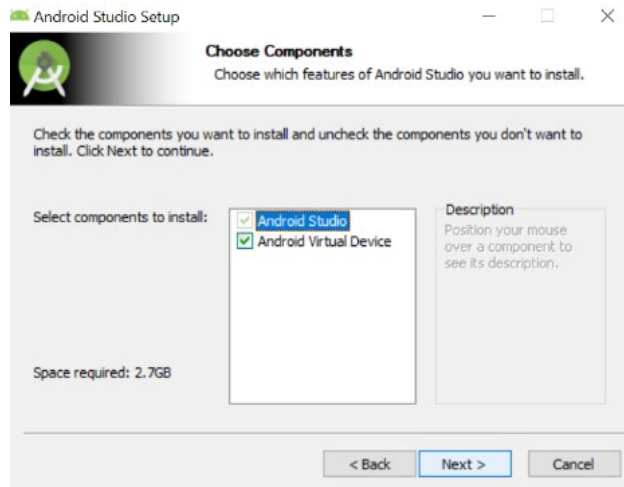 Android Studio Setup
Choose Components
Choose which features of Android Studio you want to install.
Check the components you want to install and uncheck the components you don't want to
install. Click Next to continue.
Select components to install:
Android Studio
Android Virtual Device
Description
Position your mouse
over a component to
see its description.
Space required: 2.7GB
< Back
Next >
Cancel